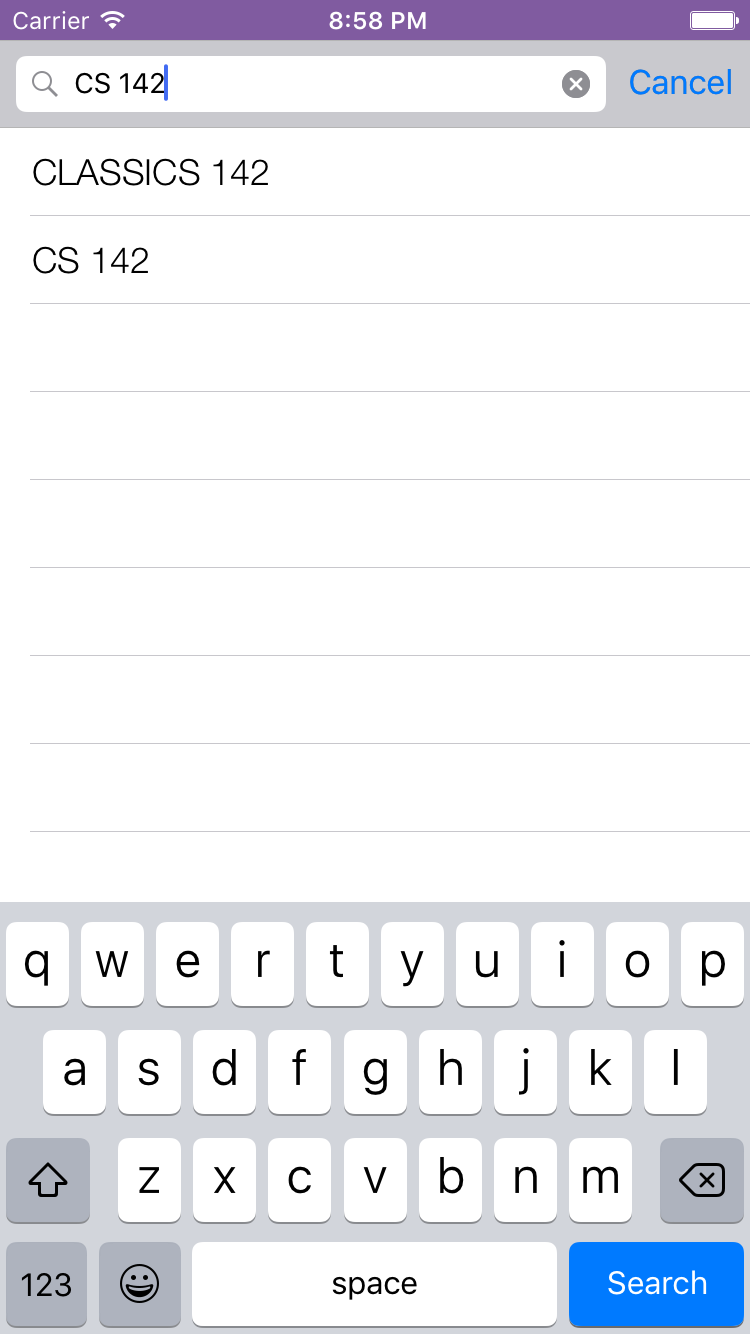 Carrier 8:58 PM
CS 142 Cancel
CLASSICS 142
CS 142
q w e r t y u i o p
a s d f g h j k l
z x c v b n m
123 space Search